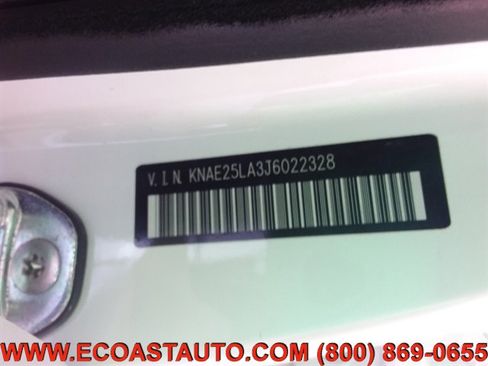 V.I.N. KNAE25LA3J6022328
WWW.ECOASTAUTO.COM (800) 869-0655